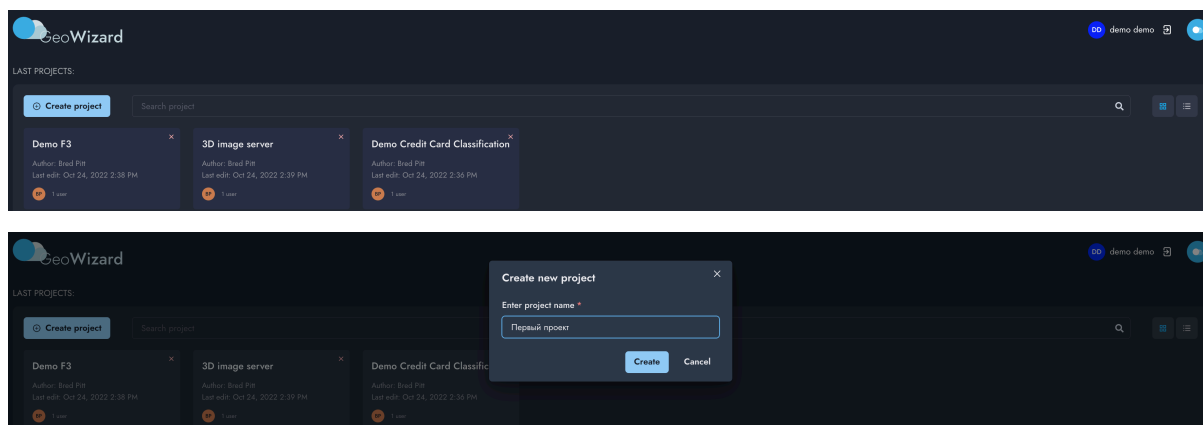 GeoWizard
DD demo demo
LAST PROJECTS:
Create project
Search project
Demo F3
Author: Bred Pitt
Last edit: Oct 24, 2022 2:38 PM
BP 1 user
3D image server
Author: Bred Pitt
Last edit: Oct 24, 2022 2:39 PM
BP 1 user
Demo Credit Card Classification
Author: Bred Pitt
Last edit: Oct 24, 2022 2:36 PM
BP 1 user
GeoWizard
DD demo demo
LAST PROJECTS:
Create project
Search project
Create new project
Enter project name *
Первый проект
Create Cancel
Demo F3
Author: Bred Pitt
Last edit: Oct 24, 2022 2:38 PM
BP 1 user
3D image server
Author: Bred Pitt
Last edit: Oct 24, 2022 2:39 PM
BP 1 user
Demo Credit Card Classific
Author: Bred Pitt
Last edit: Oct 24, 2022 2:36 PM
BP 1 user